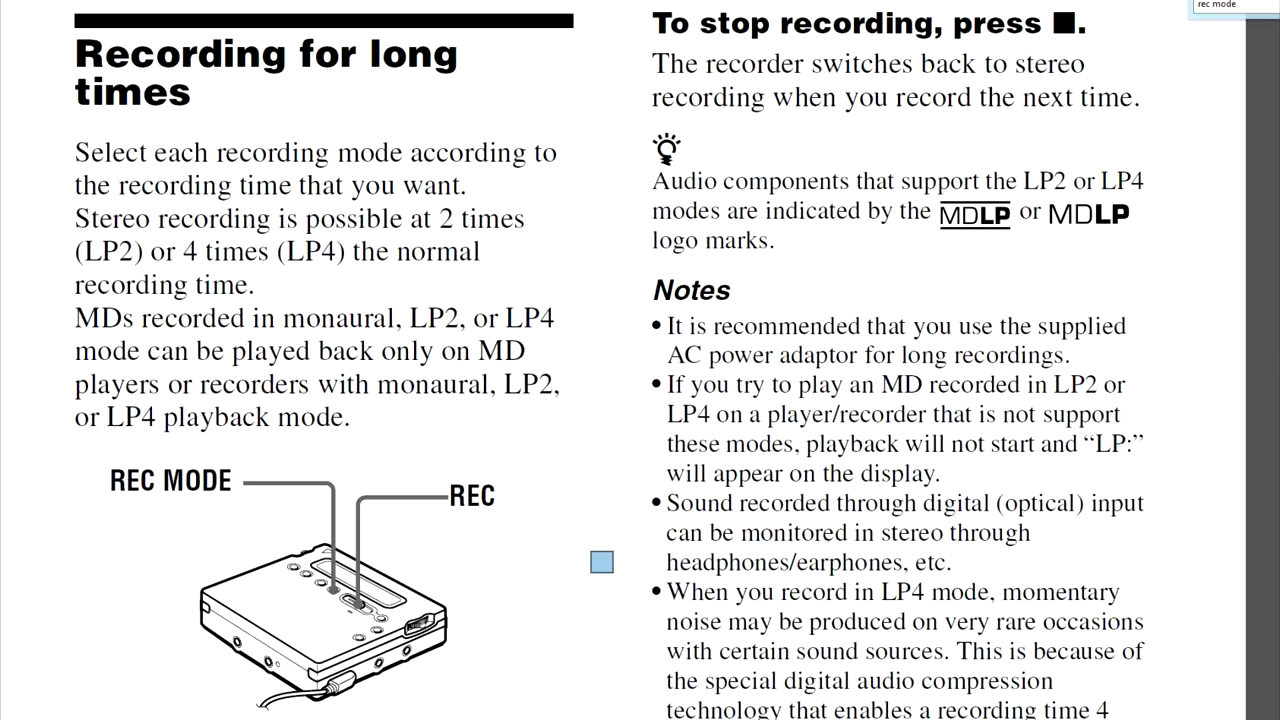 Recording for long
times
Select each recording mode according to
the recording time that you want.
Stereo recording is possible at 2 times
(LP2) or 4 times (LP4) the normal
recording time.
MDs recorded in monaural, LP2, or LP4
mode can be played back only on MD
players or recorders with monaural, LP2,
or LP4 playback mode.
REC MODE
REC
To stop recording, press ■.
The recorder switches back to stereo
recording when you record the next time.
Audio components that support the LP2 or LP4
modes are indicated by the MDLP or MDLP
logo marks.
Notes
• It is recommended that you use the supplied
AC power adaptor for long recordings.
• If you try to play an MD recorded in LP2 or
LP4 on a player/recorder that is not support
these modes, playback will not start and “LP:”
will appear on the display.
• Sound recorded through digital (optical) input
can be monitored in stereo through
headphones/earphones, etc.
• When you record in LP4 mode, momentary
noise may be produced on very rare occasions
with certain sound sources. This is because of
the special digital audio compression
technology that enables a recording time 4
rec mode